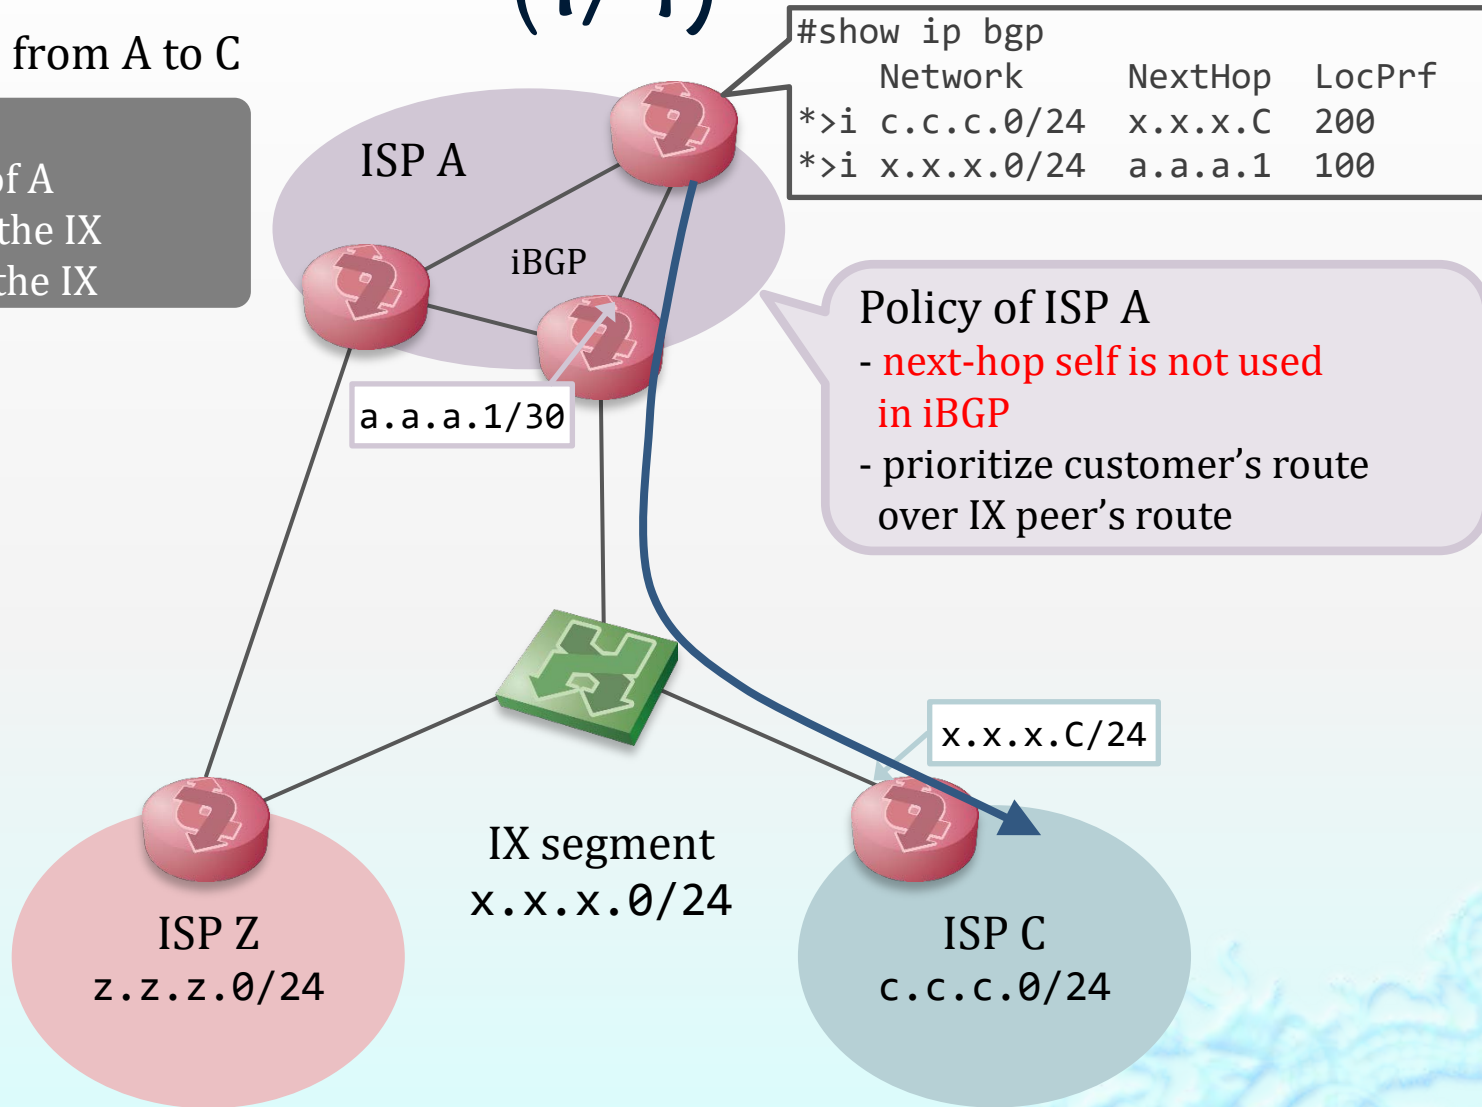 from A to C
of A
the IX
the IX
#show ip bgp
Network NextHop LocPrf
*>i c.c.c.0/24 x.x.x.C 200
*>i x.x.x.0/24 a.a.a.1 100
ISP A
iBGP
a.a.a.1/30
Policy of ISP A
- next-hop self is not used
in iBGP
- prioritize customer’s route
over IX peer’s route
x.x.x.C/24
IX segment
x.x.x.0/24
ISP Z
z.z.z.0/24
ISP C
c.c.c.0/24